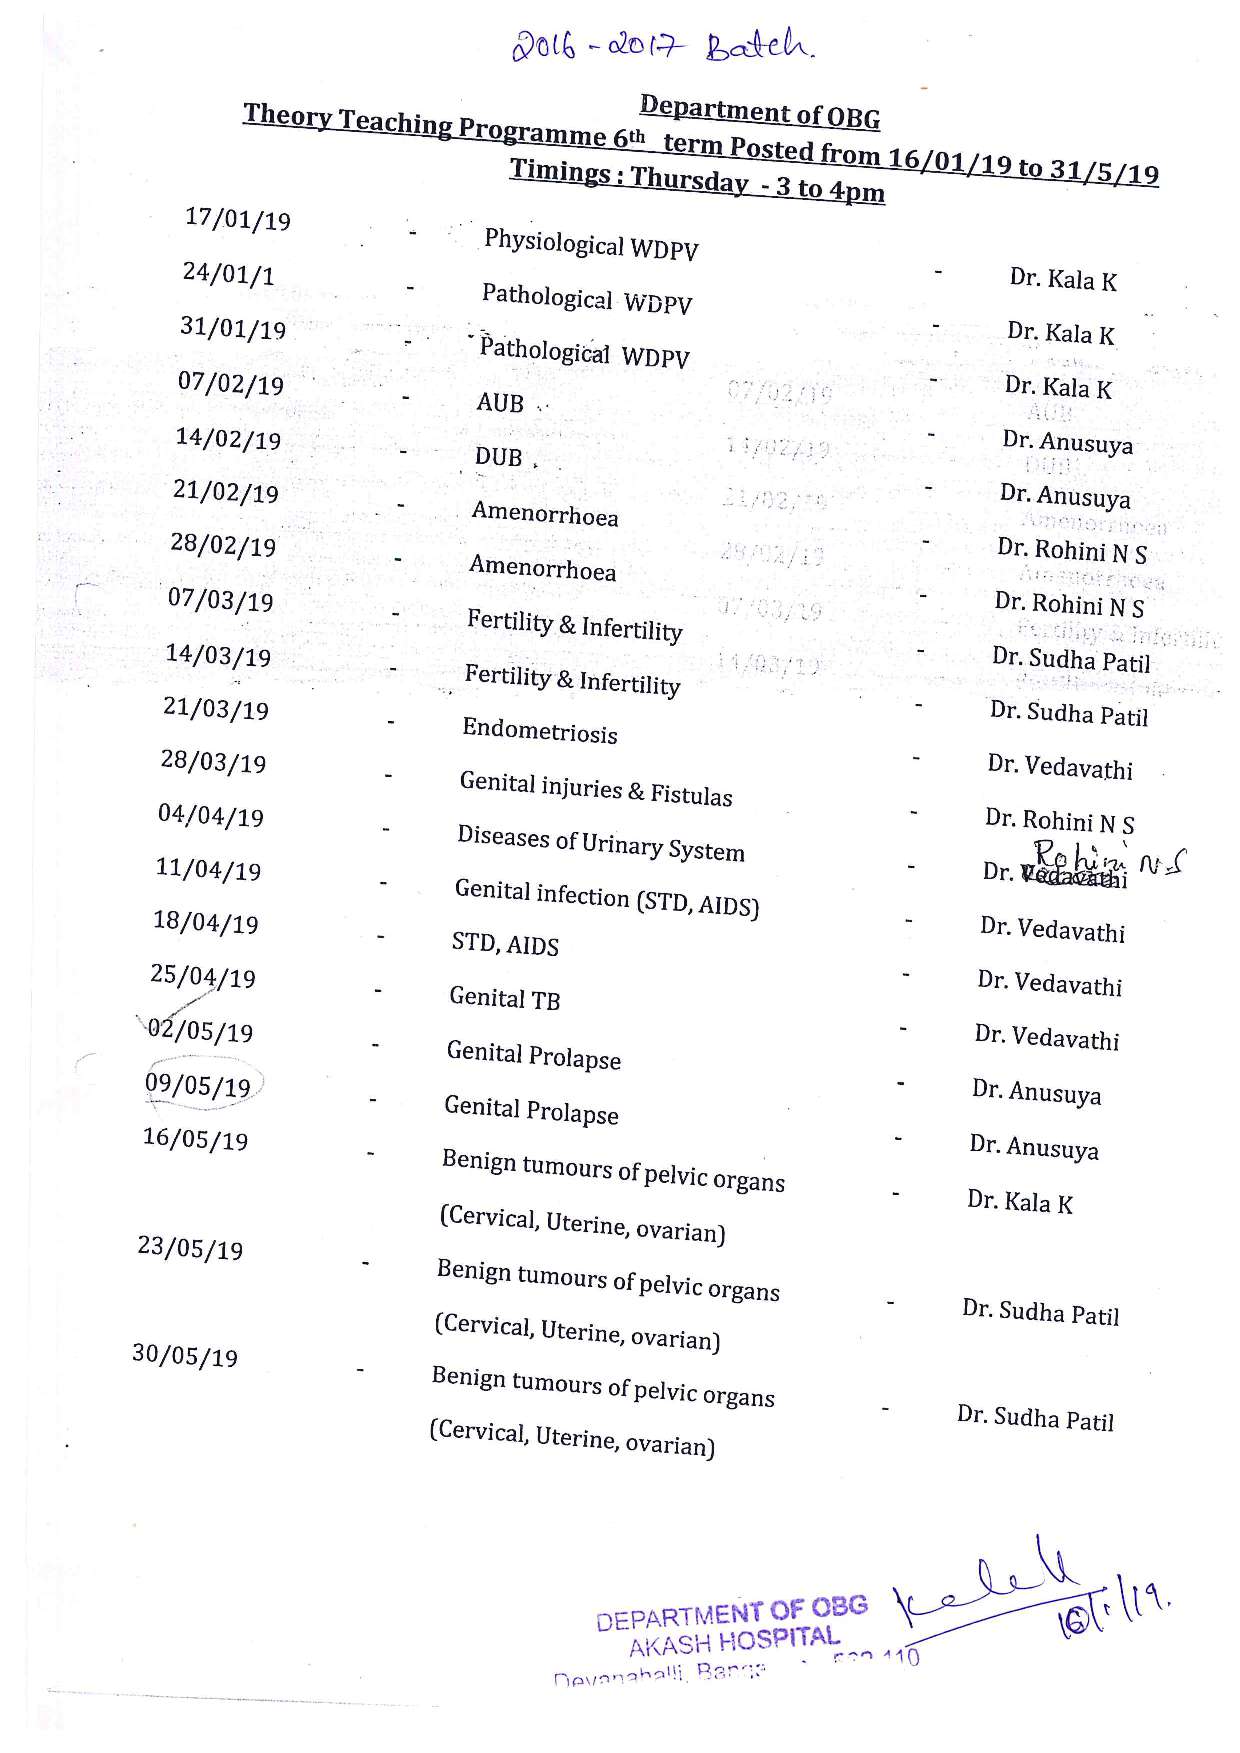 2016-2017 Batch.
Department of OBG
Theory Teaching Programme 6th term Posted from 16/01/19 to 31/5/19
Timings : Thursday - 3 to 4pm
17/01/19 - Physiological WDPV - Dr. Kala K
24/01/1 - Pathological WDPV - Dr. Kala K
31/01/19 - Pathological WDPV - Dr. Kala K
07/02/19 - AUB - Dr. Anusuya
14/02/19 - DUB - Dr. Anusuya
21/02/19 - Amenorrhoea - Dr. Rohini N S
28/02/19 - Amenorrhoea - Dr. Rohini N S
07/03/19 - Fertility & Infertility - Dr. Sudha Patil
14/03/19 - Fertility & Infertility - Dr. Sudha Patil
21/03/19 - Endometriosis - Dr. Vedavathi
28/03/19 - Genital injuries & Fistulas - Dr. Rohini N S
04/04/19 - Diseases of Urinary System - Dr. Vedavathi Rohini N.S
11/04/19 - Genital infection (STD, AIDS) - Dr. Vedavathi
18/04/19 - STD, AIDS - Dr. Vedavathi
25/04/19 - Genital TB - Dr. Vedavathi
02/05/19 - Genital Prolapse - Dr. Anusuya
09/05/19 - Genital Prolapse - Dr. Anusuya
16/05/19 - Benign tumours of pelvic organs - Dr. Kala K
(Cervical, Uterine, ovarian)
23/05/19 - Benign tumours of pelvic organs - Dr. Sudha Patil
(Cervical, Uterine, ovarian)
30/05/19 - Benign tumours of pelvic organs - Dr. Sudha Patil
(Cervical, Uterine, ovarian)
DEPARTMENT OF OBG
AKASH HOSPITAL
Devanahalli, 110
16/1/19.